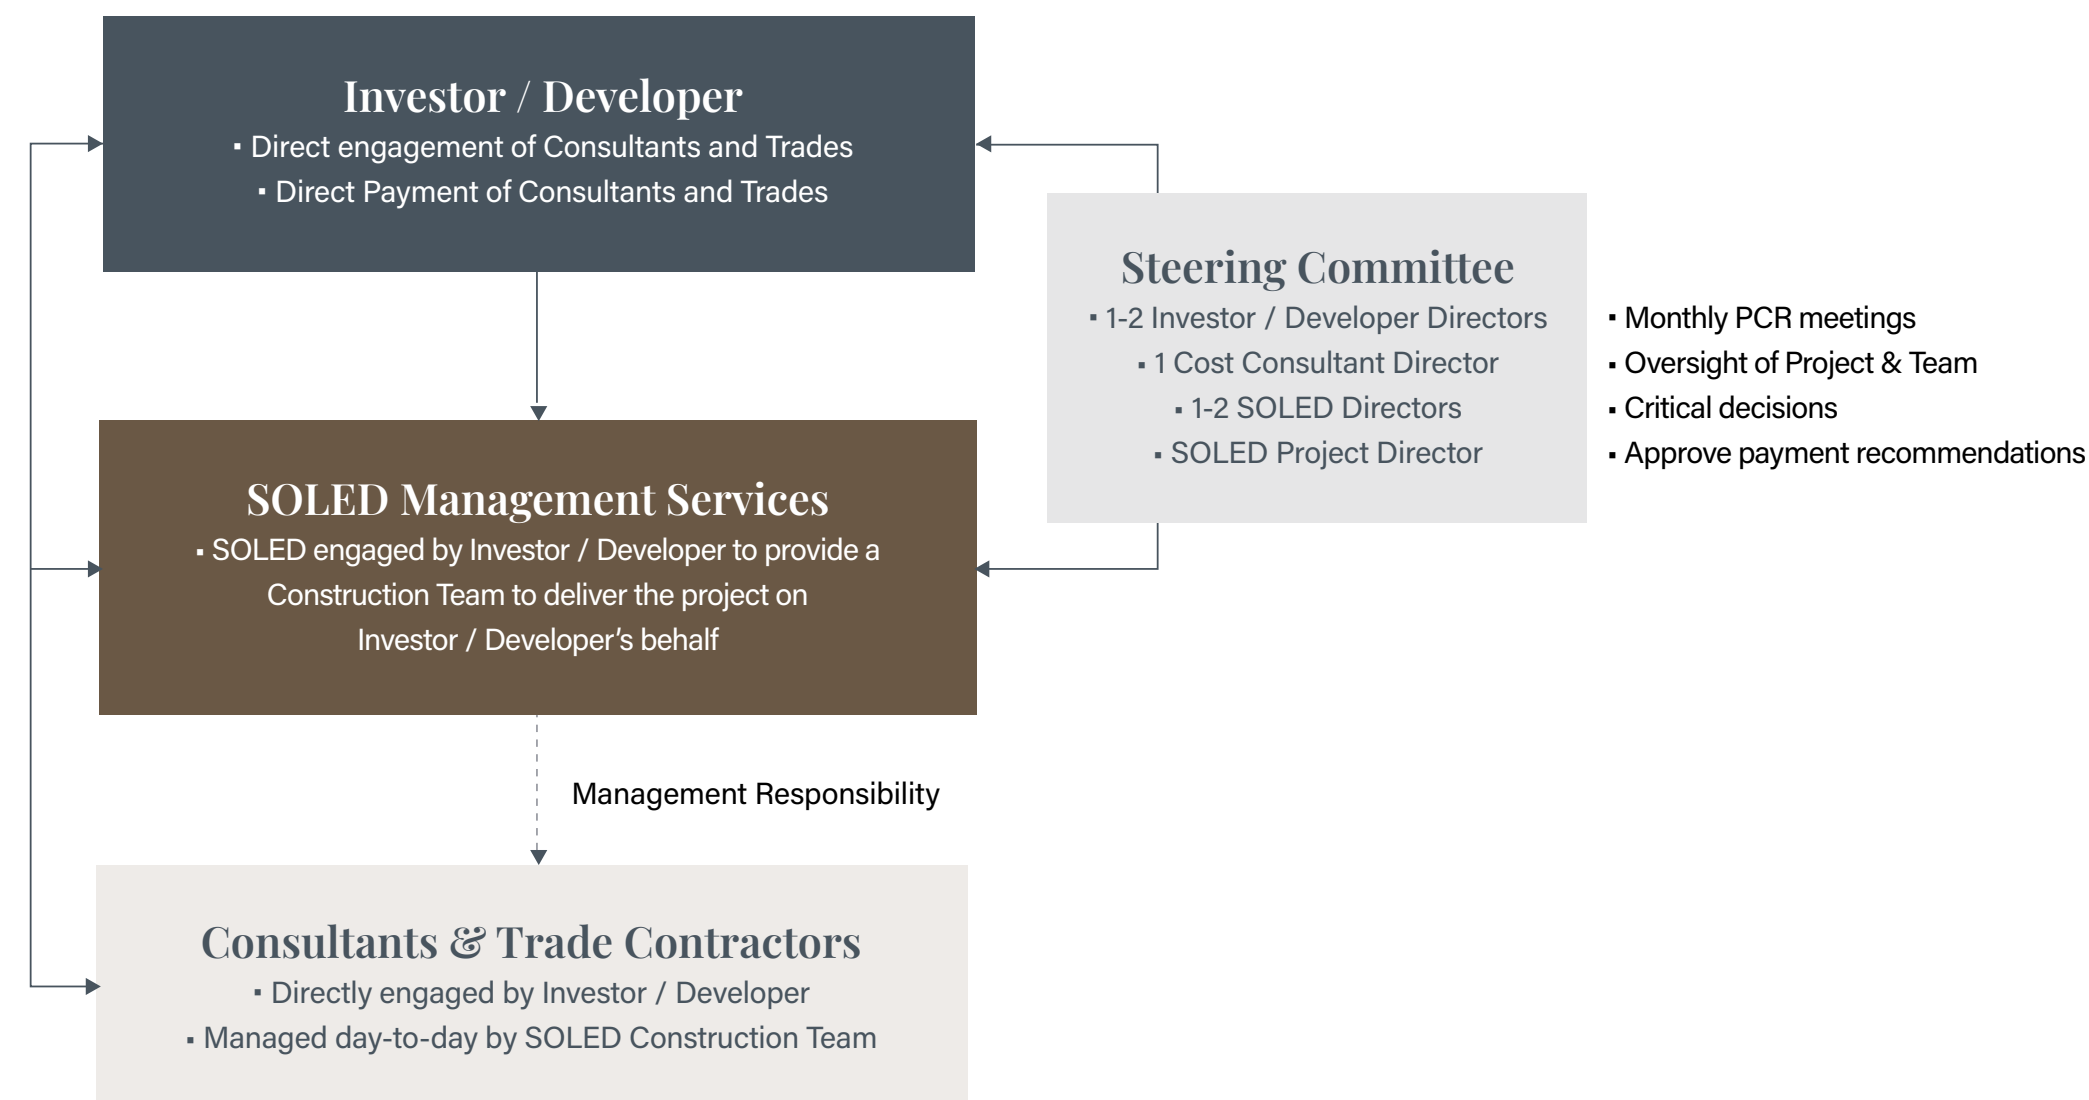 Investor / Developer
▪ Direct engagement of Consultants and Trades
▪ Direct Payment of Consultants and Trades
Steering Committee
▪ 1-2 Investor / Developer Directors
▪ 1 Cost Consultant Director
▪ 1-2 SOLED Directors
▪ SOLED Project Director
▪ Monthly PCR meetings
▪ Oversight of Project & Team
▪ Critical decisions
▪ Approve payment recommendations
SOLED Management Services
▪ SOLED engaged by Investor / Developer to provide a
Construction Team to deliver the project on
Investor / Developer’s behalf
Management Responsibility
Consultants & Trade Contractors
▪ Directly engaged by Investor / Developer
▪ Managed day-to-day by SOLED Construction Team